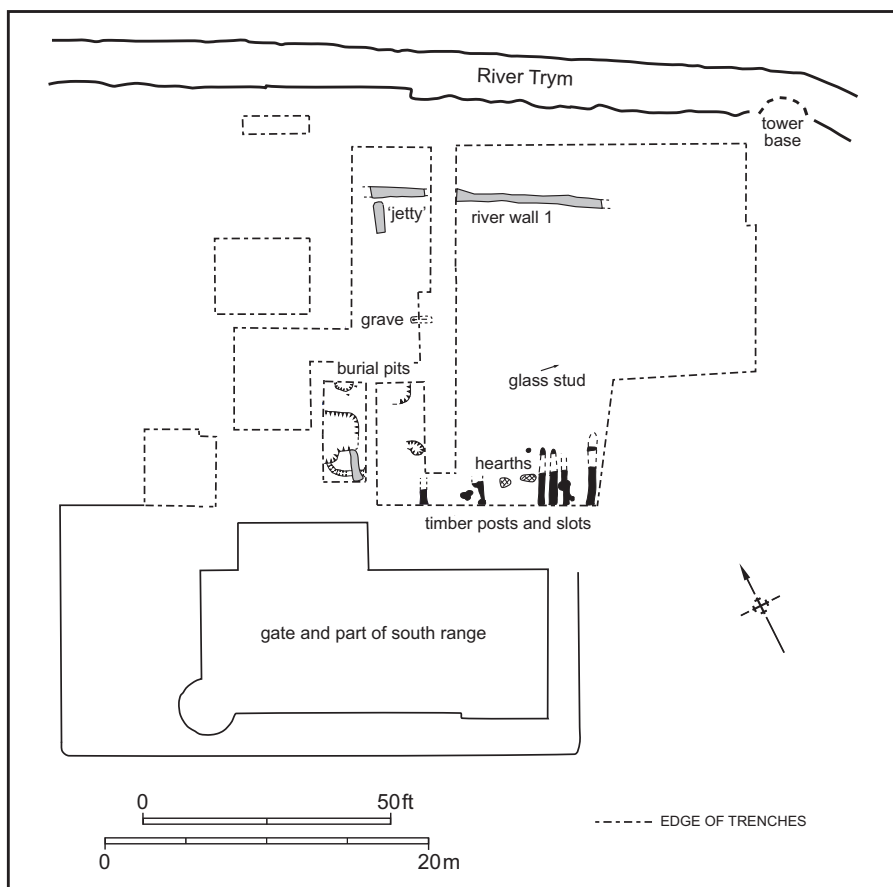 River Trym
tower
base
'jetty'
river wall 1
grave
burial pits
glass stud
hearths
timber posts and slots
gate and part of south range
0 50ft
EDGE OF TRENCHES
0 20m